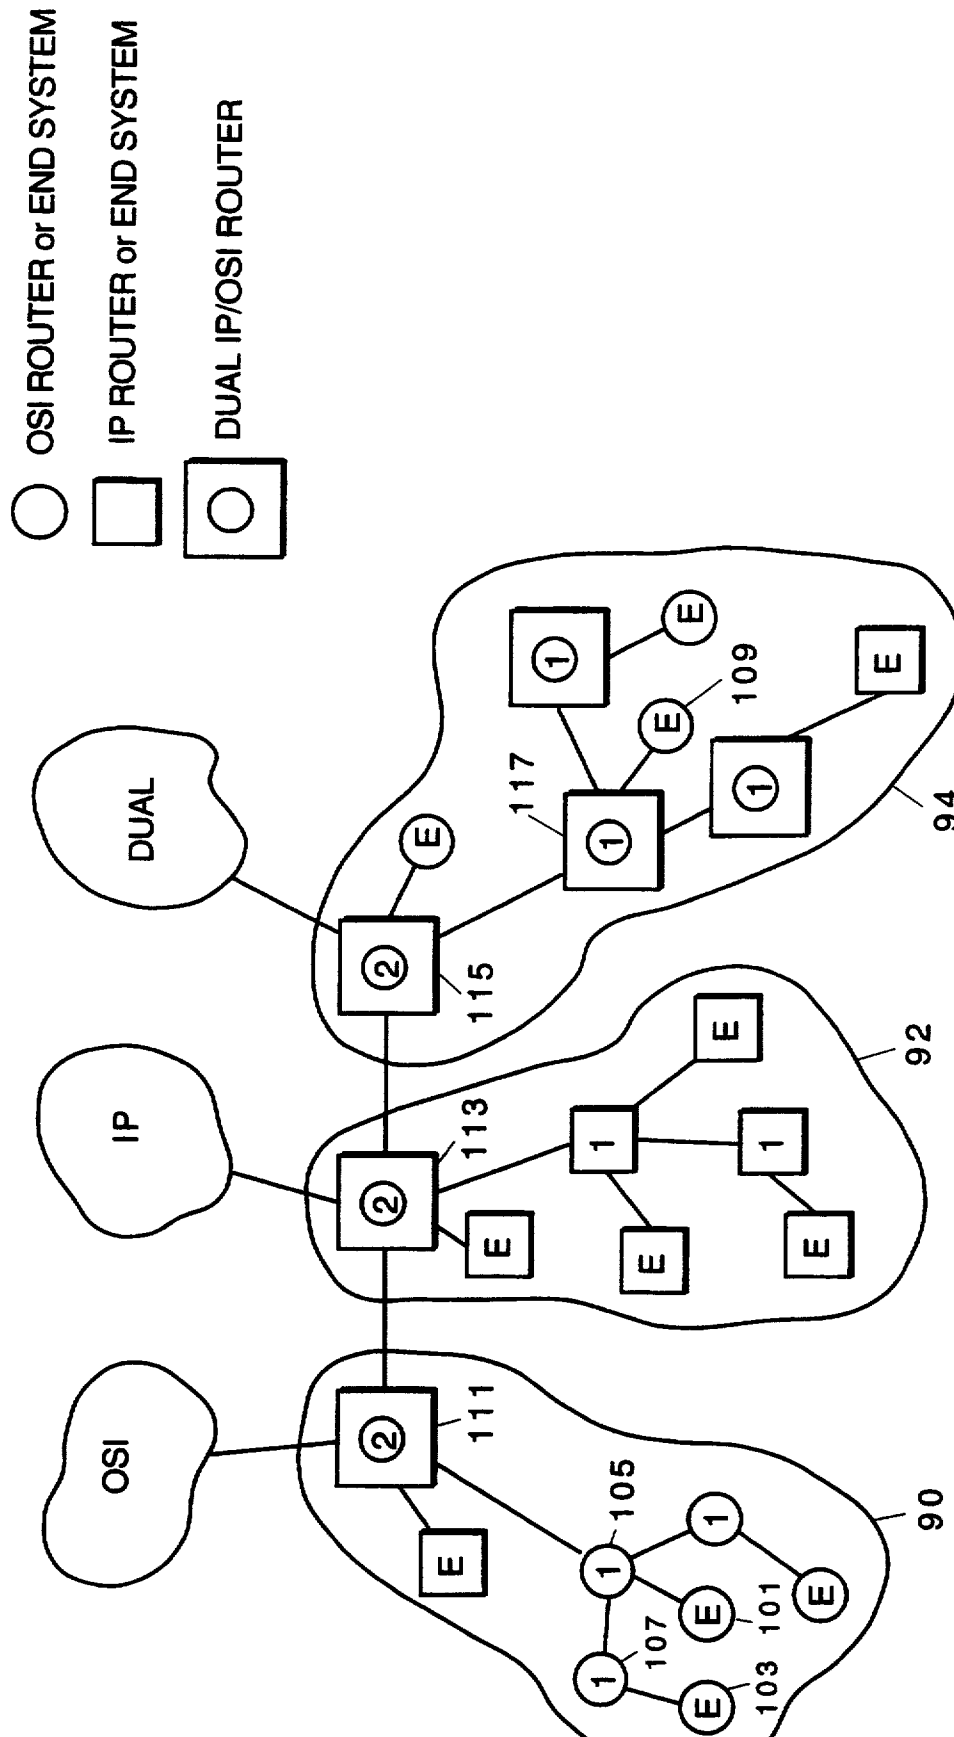 OSI ROUTER or END SYSTEM
IP ROUTER or END SYSTEM
DUAL IP/OSI ROUTER
OSI
IP
DUAL
2
2
2
111
113
115
E
E
E
1
105
1
107
1
E
101
E
103
E
90
1
E
E
1
E
92
1
117
1
E
E
109
1
E
94